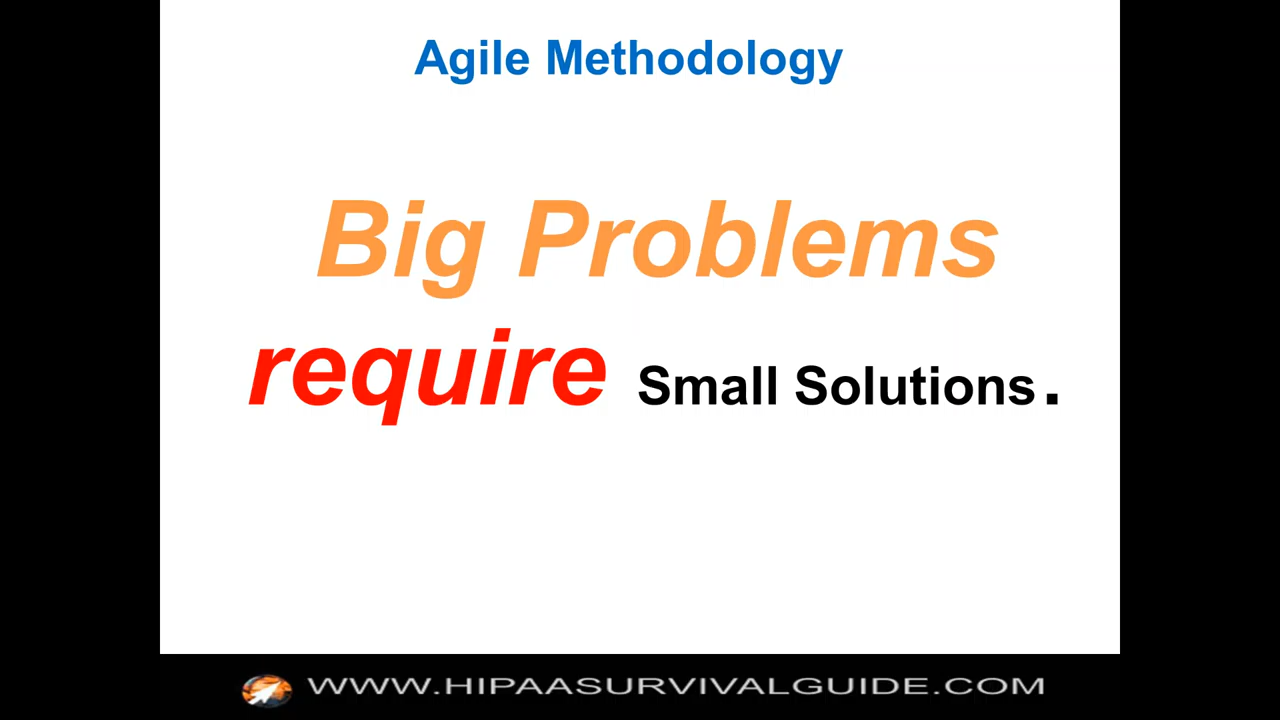 Agile Methodology
Big Problems
require Small Solutions.
WWW.HIPAASURVIVALGUIDE.COM